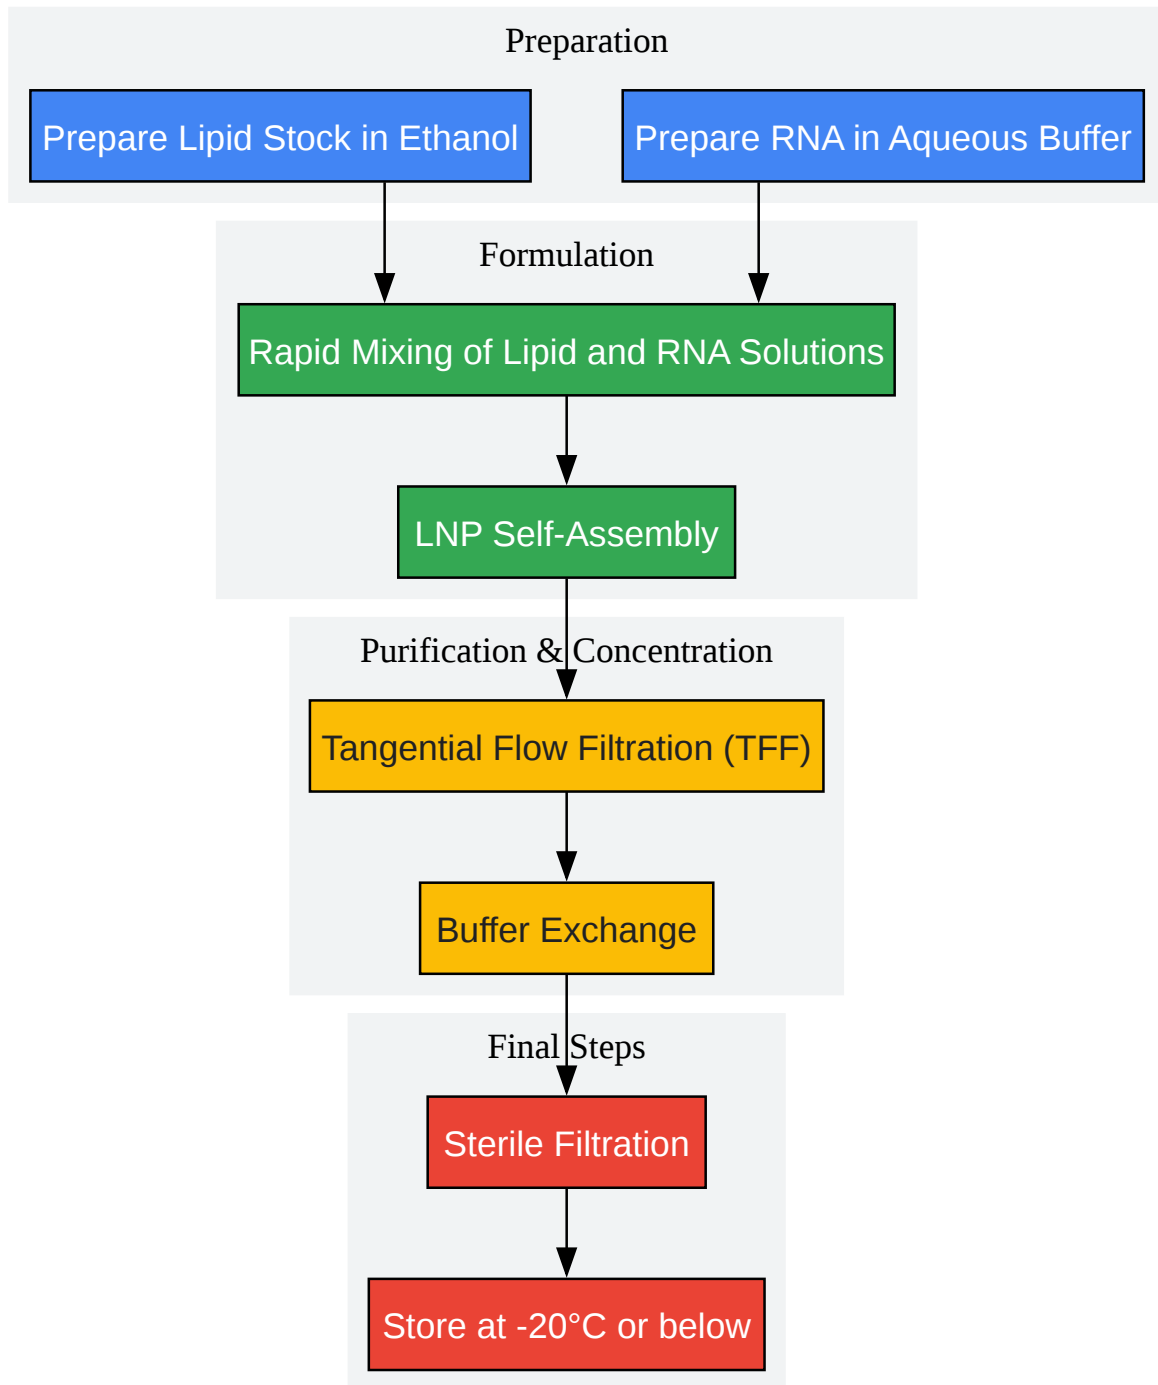 Preparation
Prepare Lipid Stock in Ethanol
Prepare RNA in Aqueous Buffer
Formulation
Rapid Mixing of Lipid and RNA Solutions
LNP Self-Assembly
Purification & Concentration
Tangential Flow Filtration (TFF)
Buffer Exchange
Final Steps
Sterile Filtration
Store at -20°C or below